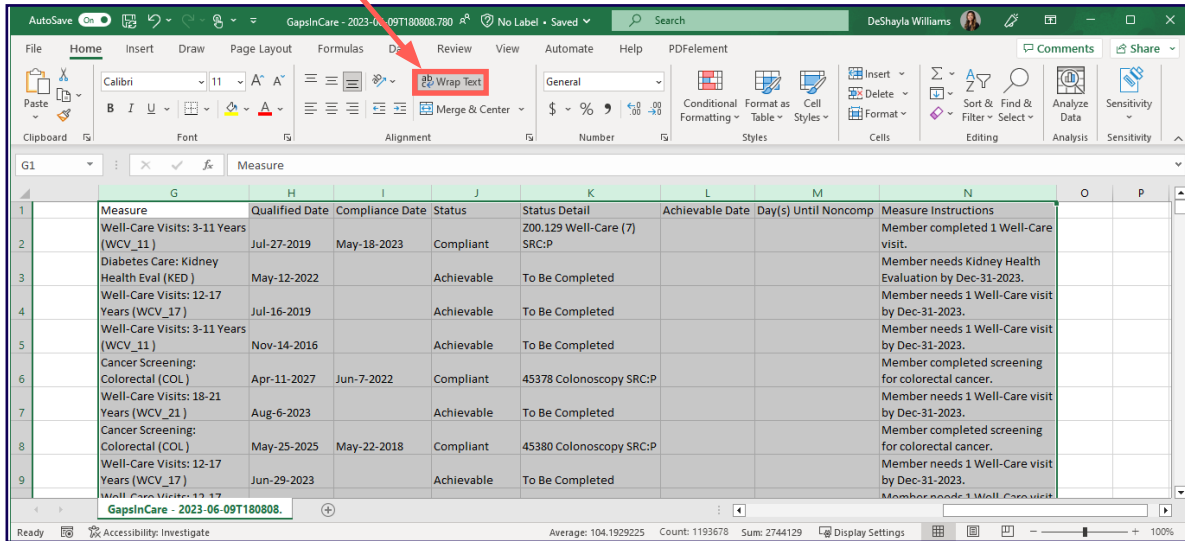 AutoSave On GapsInCare - 2023-06-09T180808.780 No Label • Saved Search DeShayla Williams
File Home Insert Draw Page Layout Formulas Review View Automate Help PDFelement Comments Share
Calibri 11 A^ Aˇ ab Wrap Text General Insert Σ
Paste B I U A Merge & Center $ % 9 Conditional Formatting Format as Table Cell Styles Delete Format Sort & Filter Find & Select Analyze Data Sensitivity
Clipboard Font Alignment Number Styles Cells Editing Analysis Sensitivity
G1 fx Measure
G H I J K L M N O P
1 Measure Qualified Date Compliance Date Status Status Detail Achievable Date Day(s) Until Noncomp Measure Instructions
Well-Care Visits: 3-11 Years Z00.129 Well-Care (7) Member completed 1 Well-Care
2 (WCV_11 ) Jul-27-2019 May-18-2023 Compliant SRC:P visit.
Diabetes Care: Kidney Member needs Kidney Health
3 Health Eval (KED ) May-12-2022 Achievable To Be Completed Evaluation by Dec-31-2023.
Well-Care Visits: 12-17 Member needs 1 Well-Care visit
4 Years (WCV_17 ) Jul-16-2019 Achievable To Be Completed by Dec-31-2023.
Well-Care Visits: 3-11 Years Member needs 1 Well-Care visit
5 (WCV_11 ) Nov-14-2016 Achievable To Be Completed by Dec-31-2023.
Cancer Screening: Member completed screening
6 Colorectal (COL ) Apr-11-2027 Jun-7-2022 Compliant 45378 Colonoscopy SRC:P for colorectal cancer.
Well-Care Visits: 18-21 Member needs 1 Well-Care visit
7 Years (WCV_21 ) Aug-6-2023 Achievable To Be Completed by Dec-31-2023.
Cancer Screening: Member completed screening
8 Colorectal (COL ) May-25-2025 May-22-2018 Compliant 45380 Colonoscopy SRC:P for colorectal cancer.
Well-Care Visits: 12-17 Member needs 1 Well-Care visit
9 Years (WCV_17 ) Jun-29-2023 Achievable To Be Completed by Dec-31-2023.
Well-Care Visits: 12-17 Member needs 1 Well-Care visit
GapsInCare - 2023-06-09T180808.
Ready Accessibility: Investigate Average: 104.1929225 Count: 1193678 Sum: 2744129 Display Settings 100%